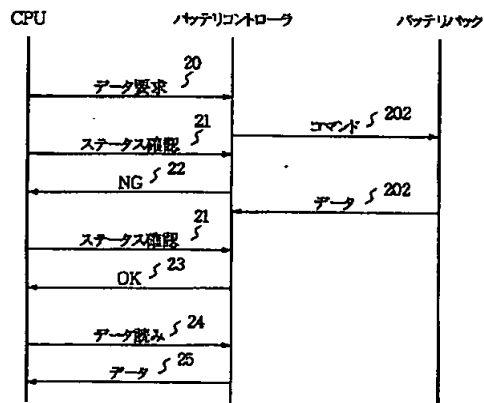 CPU
バッテリコントローラ
バッテリパック
データ要求 20
コマンド 202
ステータス確認 21
NG 22
データ 202
ステータス確認 21
OK 23
データ読み 24
データ 25